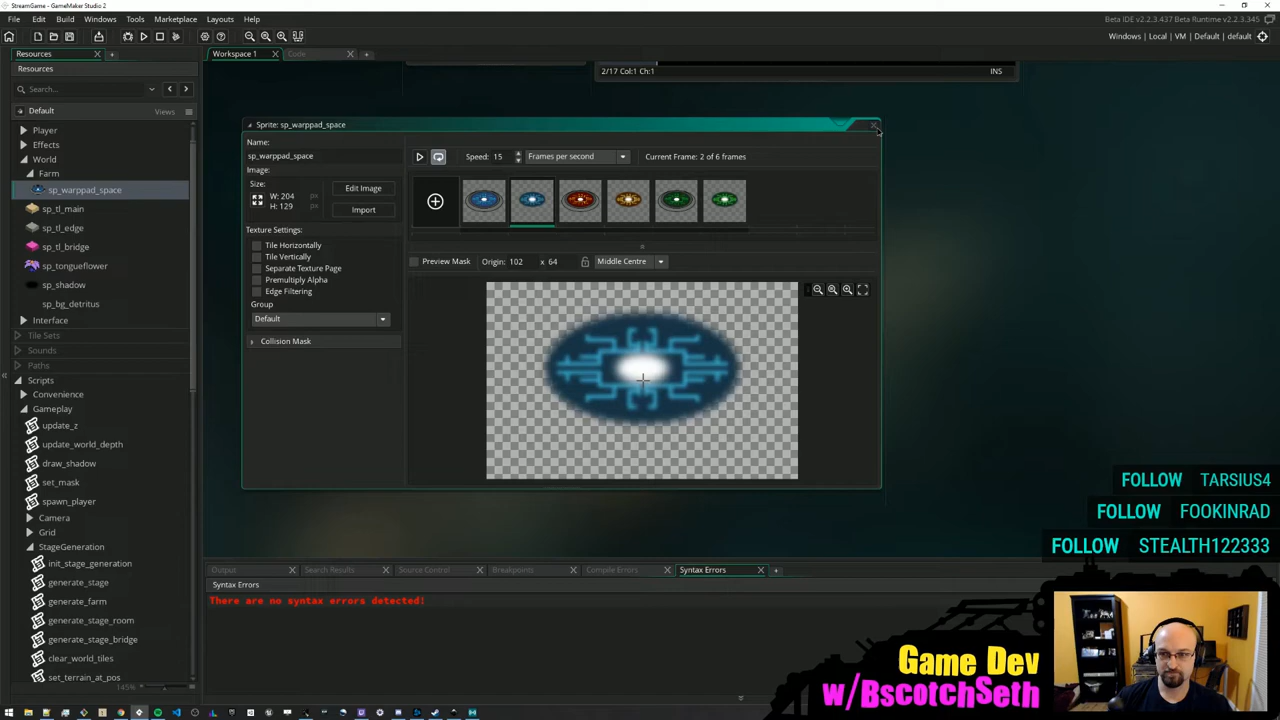 StreamGame - GameMaker Studio 2
File Edit Build Windows Tools Marketplace Layouts Help
Beta IDE v2.2.3.437 Beta Runtime v2.2.3.345
Windows | Local | VM | Default | default
Resources
Workspace 1
Code
Resources
2/17 Col:1 Ch:1
INS
Search...
Default
Views
Player
Effects
World
Farm
sp_warppad_space
sp_tl_main
sp_tl_edge
sp_tl_bridge
sp_tongueflower
sp_shadow
sp_bg_detritus
Interface
Tile Sets
Sounds
Paths
Scripts
Convenience
Gameplay
update_z
update_world_depth
draw_shadow
set_mask
spawn_player
Camera
Grid
StageGeneration
init_stage_generation
generate_stage
generate_farm
generate_stage_room
generate_stage_bridge
clear_world_tiles
set_terrain_at_pos
145%
Sprite: sp_warppad_space
Name:
sp_warppad_space
Image:
Size:
W: 204 px
H: 129 px
Edit Image
Import
Texture Settings:
Tile Horizontally
Tile Vertically
Separate Texture Page
Premultiply Alpha
Edge Filtering
Group
Default
Collision Mask
Speed: 15
Frames per second
Current Frame: 2 of 6 frames
Preview Mask
Origin: 102 x 64
Middle Centre
Output
Search Results
Source Control
Breakpoints
Compile Errors
Syntax Errors
Syntax Errors
There are no syntax errors detected!
FOLLOW TARSIUS4
FOLLOW FOOKINRAD
FOLLOW STEALTH122333
Game Dev
w/BscotchSeth